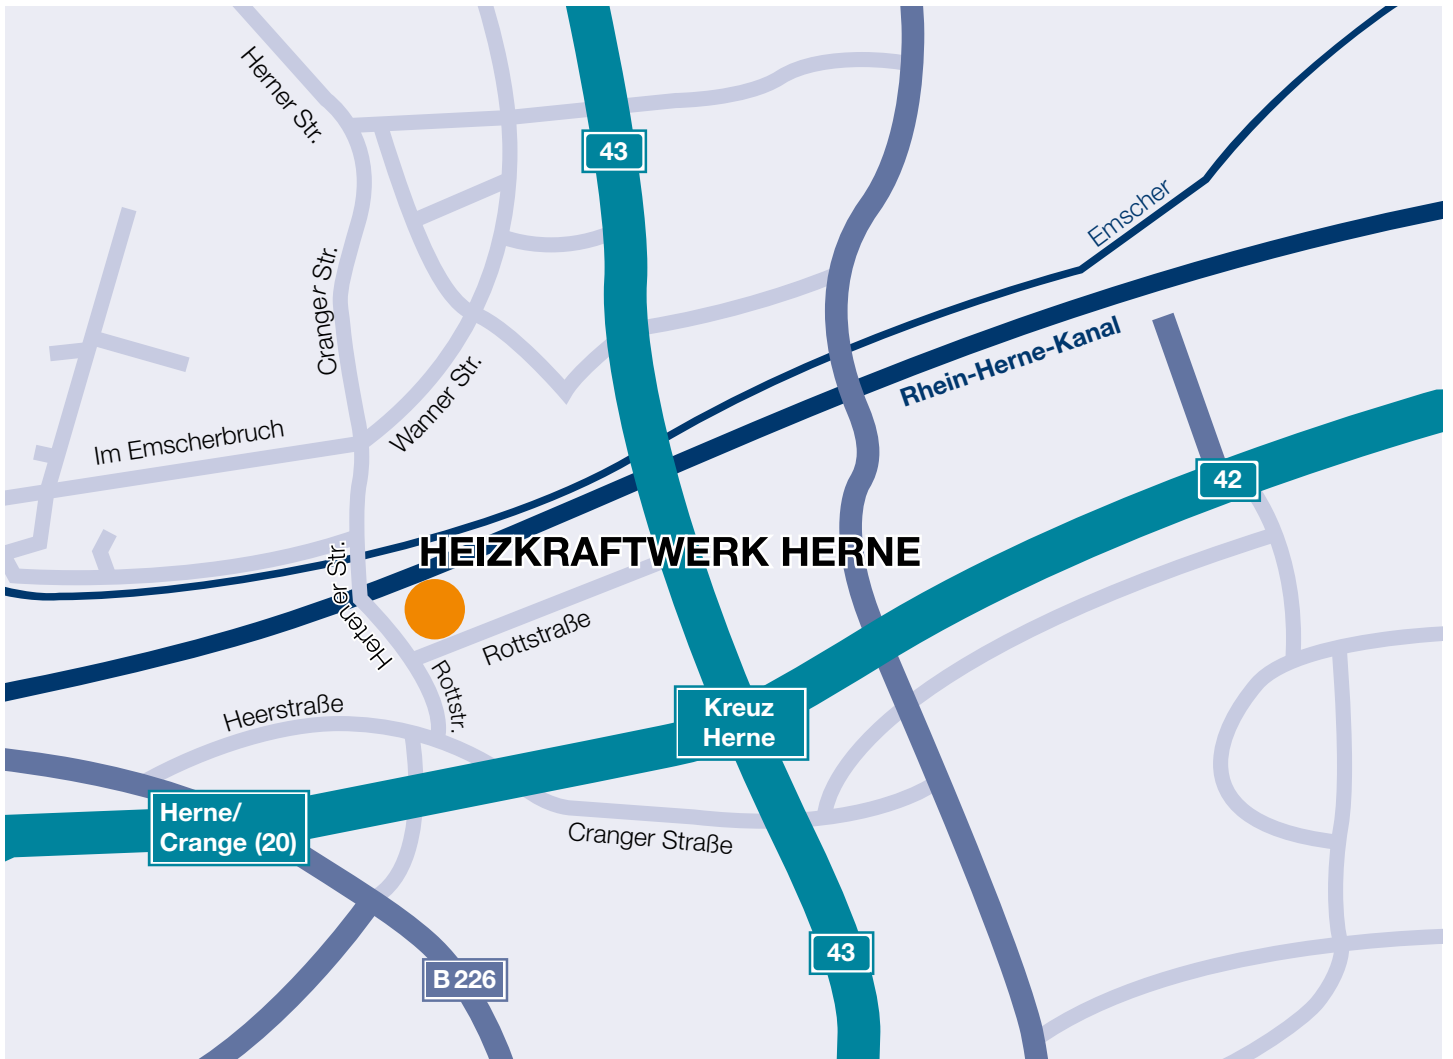 Herner Str.
43
Emscher
Cranger Str.
Rhein-Herne-Kanal
Wanner Str.
Im Emscherbruch
42
HEIZKRAFTWERK HERNE
Hertener Str.
Rottstraße
Rottstr.
Heerstraße
Kreuz
Herne
Herne/
Crange (20)
Cranger Straße
43
B 226